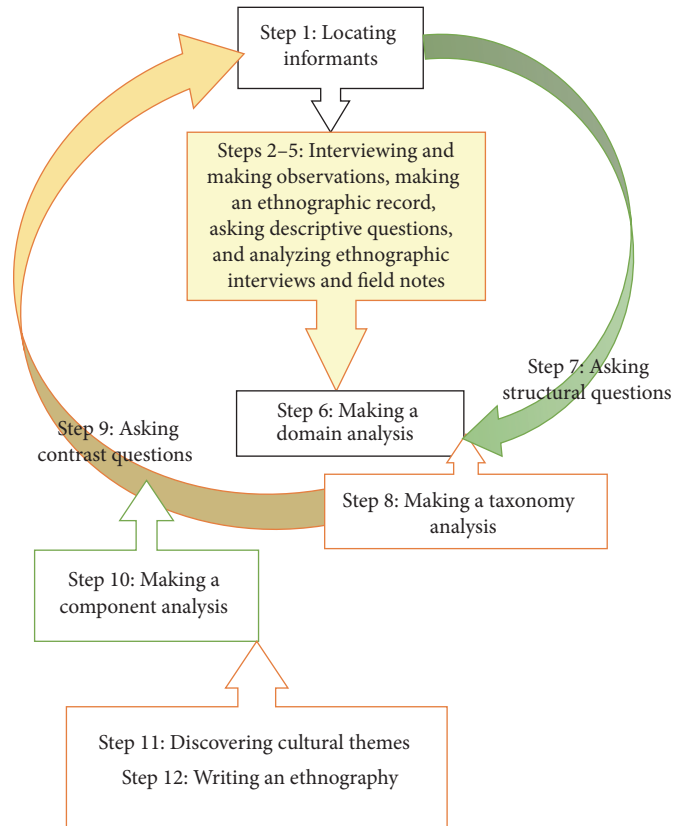 Step 1: Locating
informants
Steps 2–5: Interviewing and
making observations, making
an ethnographic record,
asking descriptive questions,
and analyzing ethnographic
interviews and field notes
Step 7: Asking
structural questions
Step 6: Making a
domain analysis
Step 9: Asking
contrast questions
Step 8: Making a taxonomy
analysis
Step 10: Making a
component analysis
Step 11: Discovering cultural themes
Step 12: Writing an ethnography